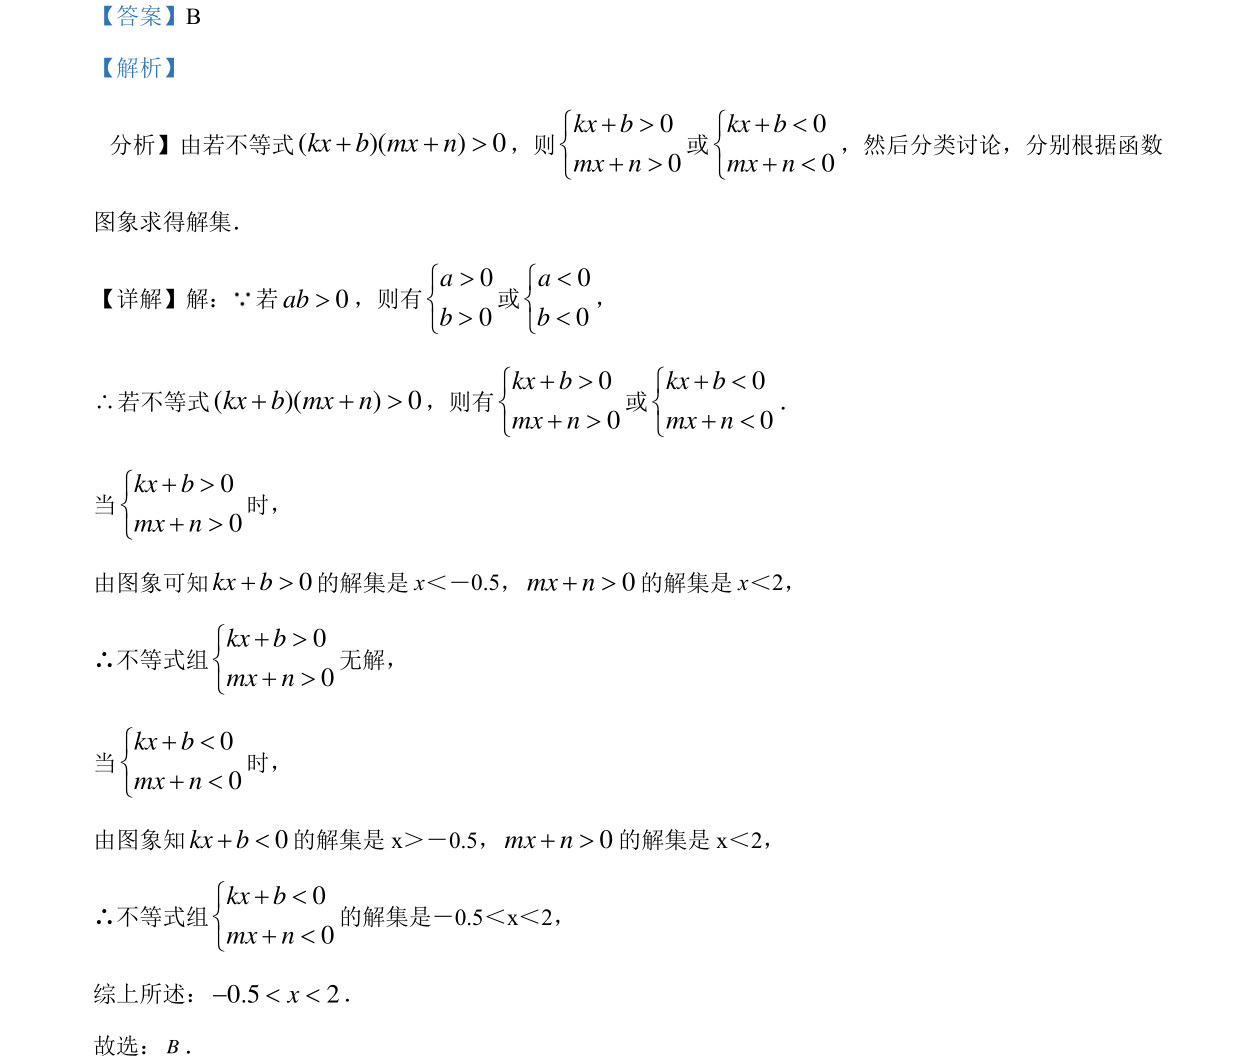 【答案】B
【解析】
分析】由若不等式(kx+b)(mx+n)>0，则{kx+b>0 mx+n>0或{kx+b<0 mx+n<0，然后分类讨论，分别根据函数
图象求得解集．
【详解】解：∵若ab>0，则有{a>0 b>0或{a<0 b<0，
∴若不等式(kx+b)(mx+n)>0，则有{kx+b>0 mx+n>0或{kx+b<0 mx+n<0．
当{kx+b>0 mx+n>0时，
由图象可知kx+b>0的解集是x＜－0.5，mx+n>0的解集是x＜2，
∴不等式组{kx+b>0 mx+n>0无解，
当{kx+b<0 mx+n<0时，
由图象知kx+b<0的解集是x＞－0.5，mx+n>0的解集是x＜2，
∴不等式组{kx+b<0 mx+n<0的解集是－0.5＜x＜2，
综上所述：−0.5<x<2．
故选：B．